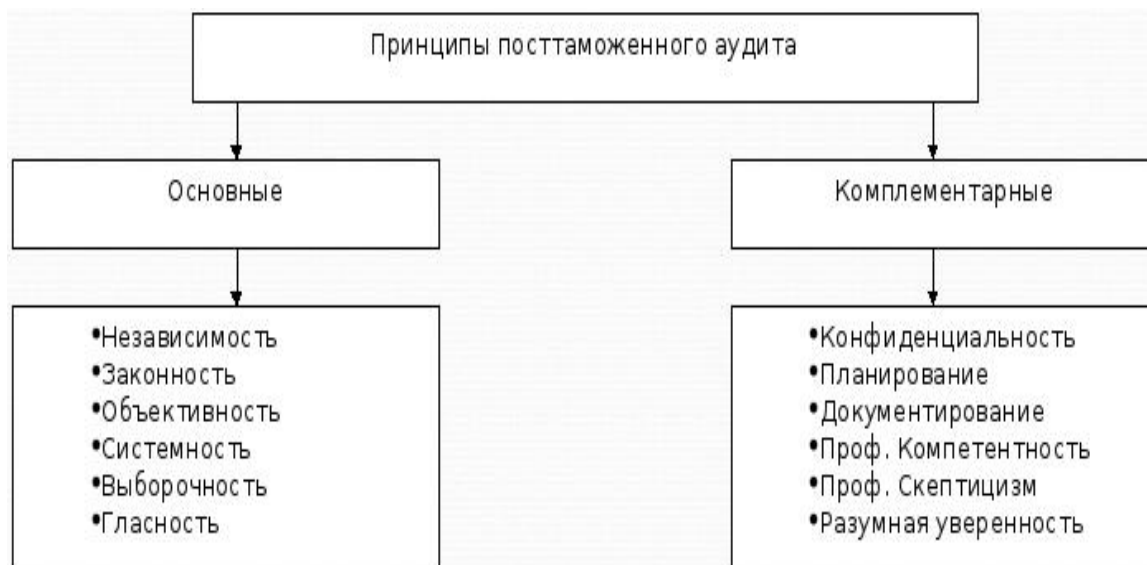 Принципы посттаможенного аудита
Основные
•Независимость
•Законность
•Объективность
•Системность
•Выборочность
•Гласность
Комплементарные
•Конфиденциальность
•Планирование
•Документирование
•Проф. Компетентность
•Проф. Скептицизм
•Разумная уверенность